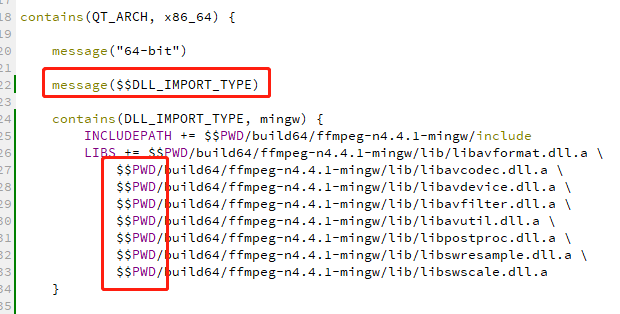 18 contains(QT_ARCH, x86_64) {
19
20 message("64-bit")
21
22 message($$DLL_IMPORT_TYPE)
23
24 contains(DLL_IMPORT_TYPE, mingw) {
25 INCLUDEPATH += $$PWD/build64/ffmpeg-n4.4.1-mingw/include
26 LIBS += $$PWD/build64/ffmpeg-n4.4.1-mingw/lib/libavformat.dll.a \
27 $$PWD/build64/ffmpeg-n4.4.1-mingw/lib/libavcodec.dll.a \
28 $$PWD/build64/ffmpeg-n4.4.1-mingw/lib/libavdevice.dll.a \
29 $$PWD/build64/ffmpeg-n4.4.1-mingw/lib/libavfilter.dll.a \
30 $$PWD/build64/ffmpeg-n4.4.1-mingw/lib/libavutil.dll.a \
31 $$PWD/build64/ffmpeg-n4.4.1-mingw/lib/libpostproc.dll.a \
32 $$PWD/build64/ffmpeg-n4.4.1-mingw/lib/libswresample.dll.a \
33 $$PWD/build64/ffmpeg-n4.4.1-mingw/lib/libswscale.dll.a
34 }
35